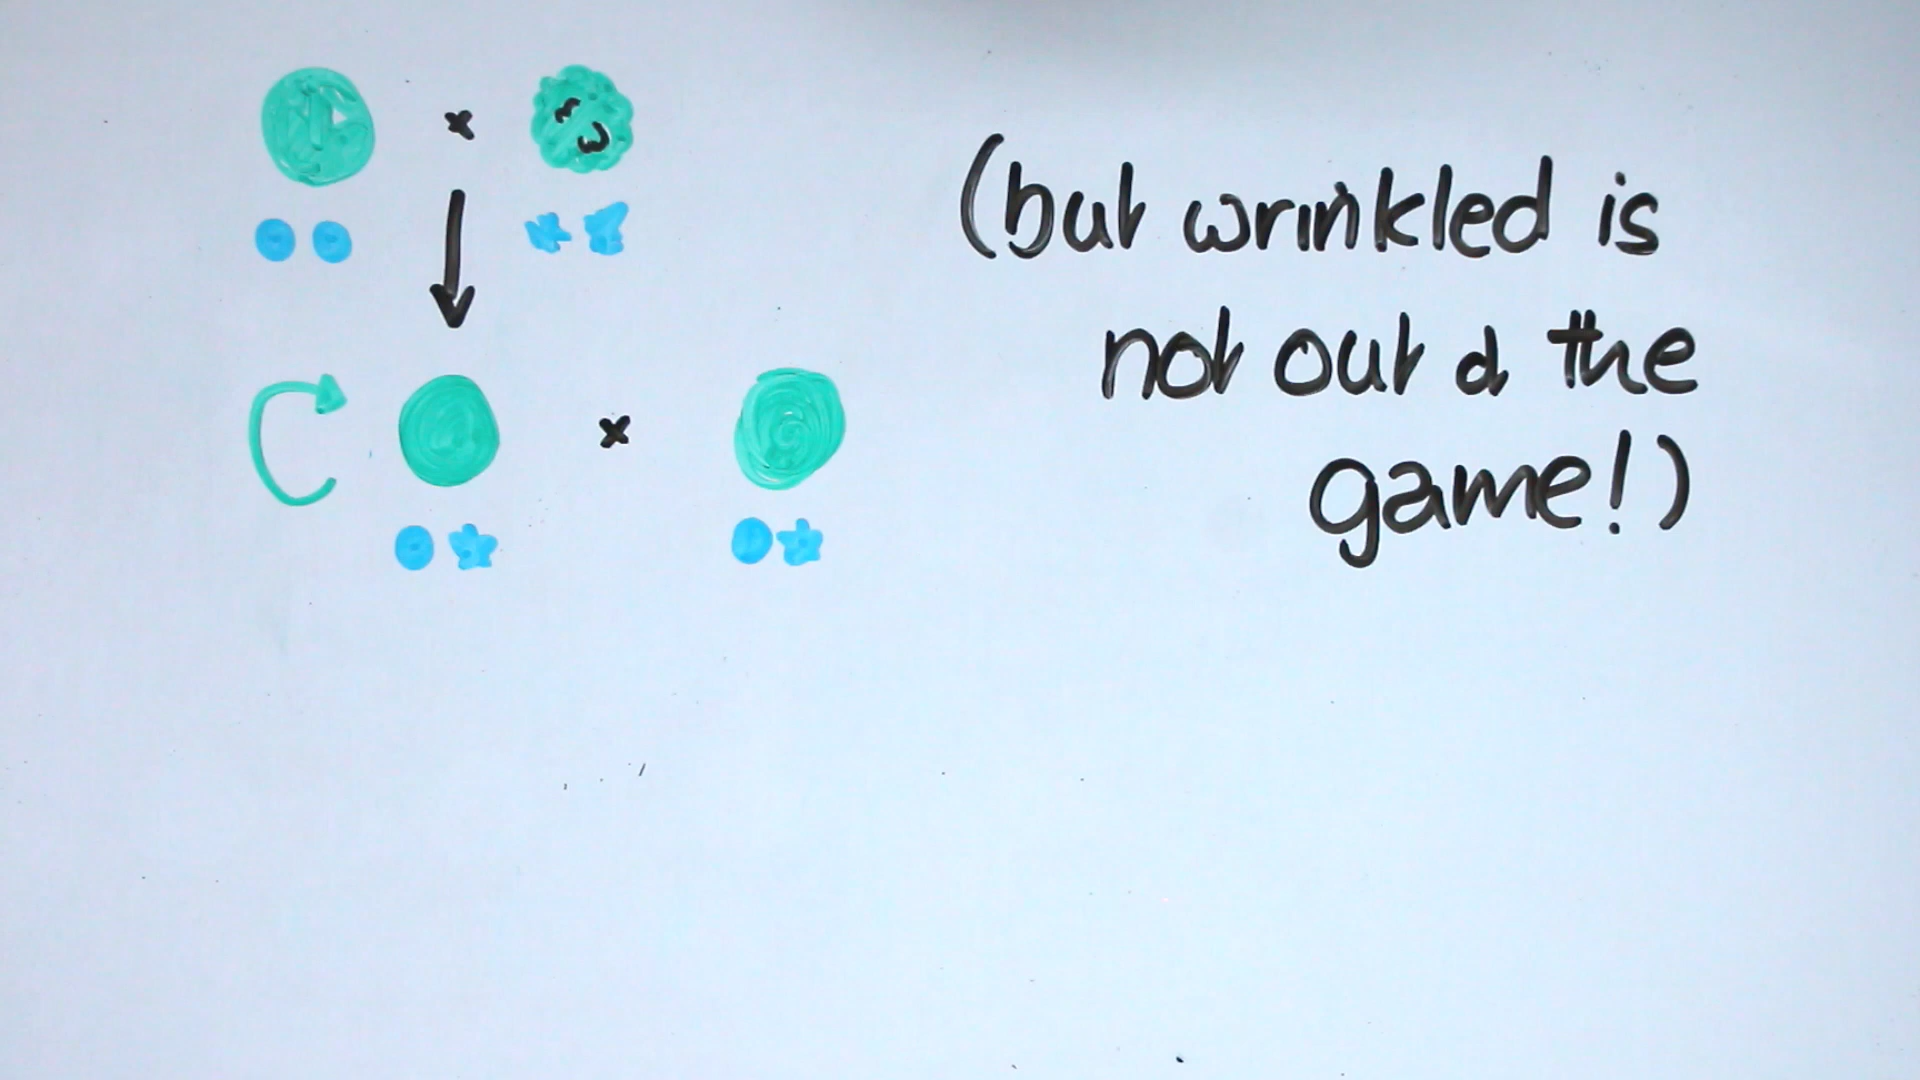 x
(but wrinkled is
not out of the
game!)
x